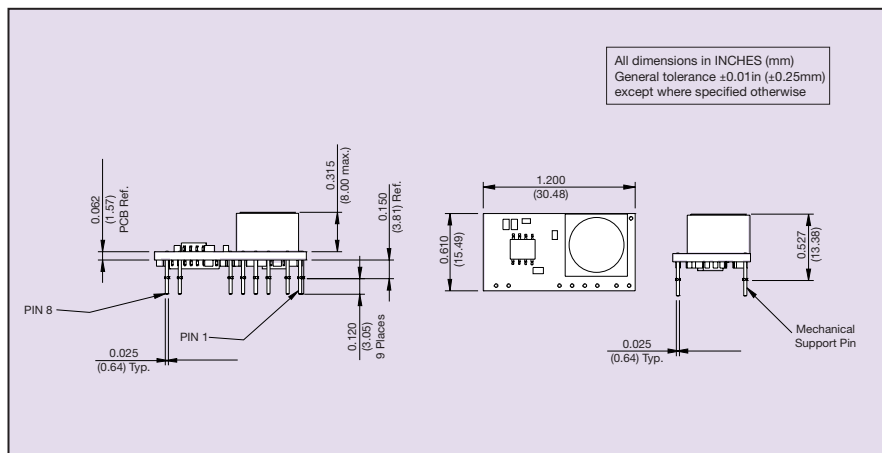 All dimensions in INCHES (mm)
General tolerance ±0.01in (±0.25mm)
except where specified otherwise
0.062
(1.57)
PCB Ref.
0.315
(8.00 max.)
0.150
(3.81) Ref.
PIN 8
PIN 1
0.120
(3.05)
9 Places
0.025
(0.64) Typ.
1.200
(30.48)
0.610
(15.49)
0.527
(13.38)
Mechanical
Support Pin
0.025
(0.64) Typ.